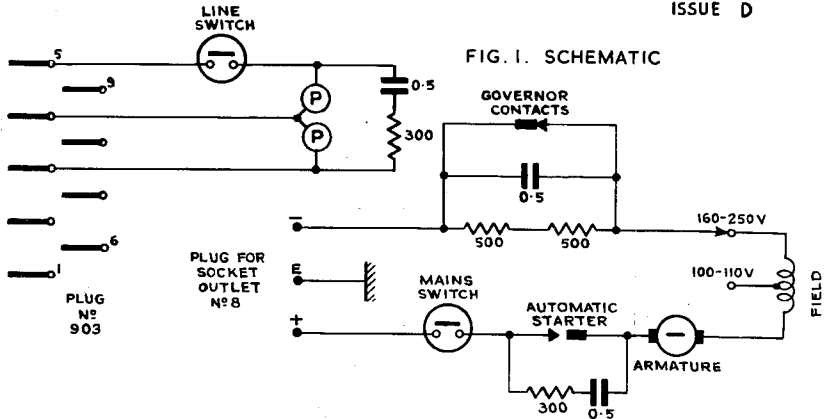 ISSUE D
LINE
SWITCH
FIG. 1. SCHEMATIC
5
9
P
P
0·5
300
GOVERNOR
CONTACTS
0·5
500
500
160-250V
100-110V
FIELD
6
1
PLUG
Nº
903
PLUG FOR
SOCKET
OUTLET
Nº8
−
E
+
MAINS
SWITCH
AUTOMATIC
STARTER
300
0·5
ARMATURE